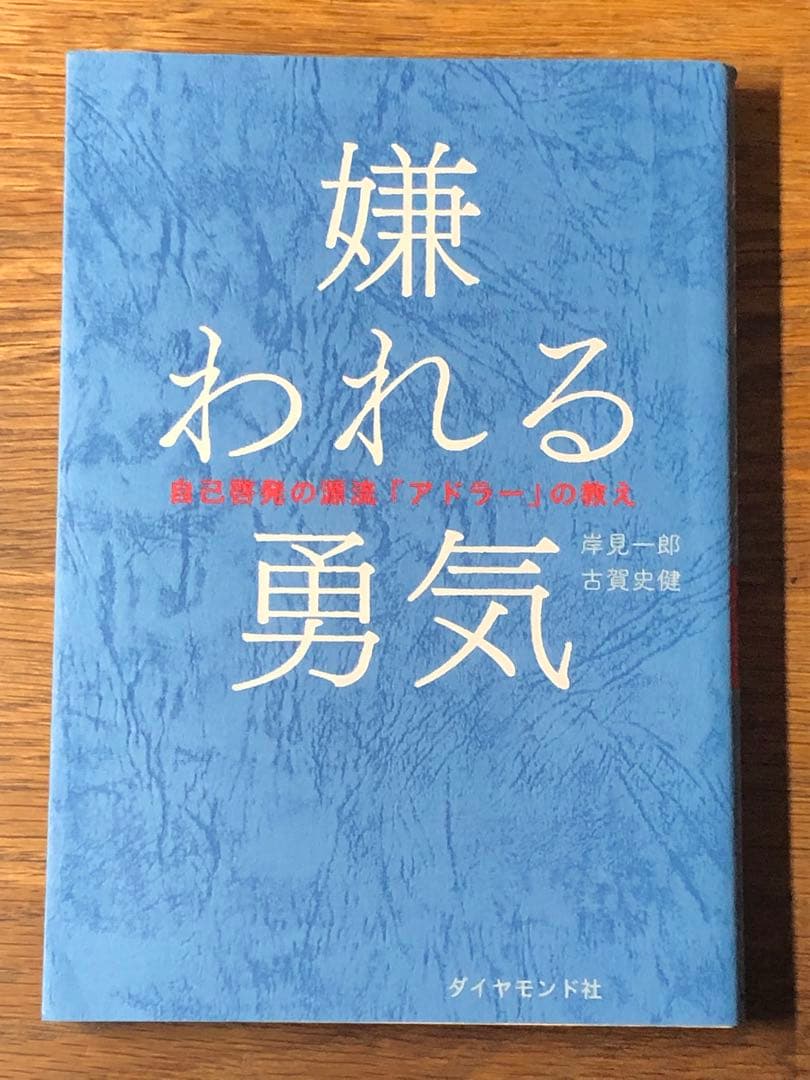 嫌
われる
自己啓発の源流「アドラー」の教え
勇気
岸見一郎
古賀史健
ダイヤモンド社